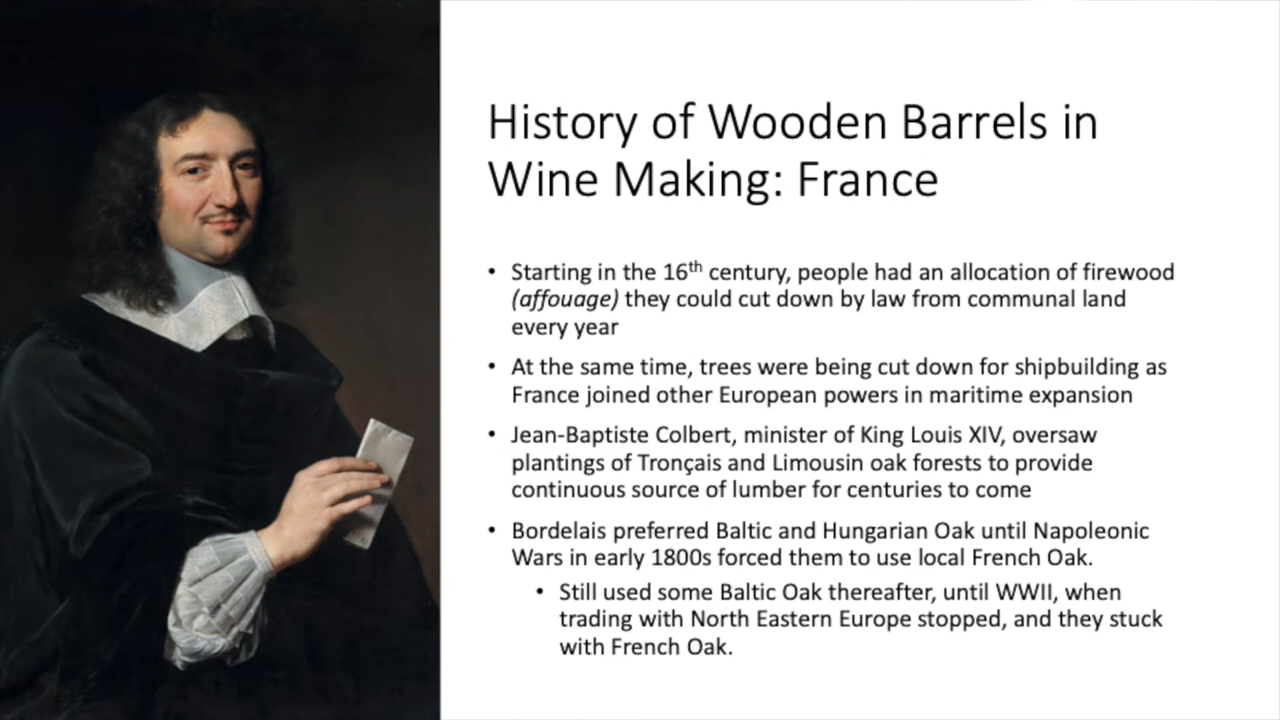 History of Wooden Barrels in
Wine Making: France
• Starting in the 16th century, people had an allocation of firewood
(affouage) they could cut down by law from communal land
every year
• At the same time, trees were being cut down for shipbuilding as
France joined other European powers in maritime expansion
• Jean-Baptiste Colbert, minister of King Louis XIV, oversaw
plantings of Tronçais and Limousin oak forests to provide
continuous source of lumber for centuries to come
• Bordelais preferred Baltic and Hungarian Oak until Napoleonic
Wars in early 1800s forced them to use local French Oak.
• Still used some Baltic Oak thereafter, until WWII, when
trading with North Eastern Europe stopped, and they stuck
with French Oak.